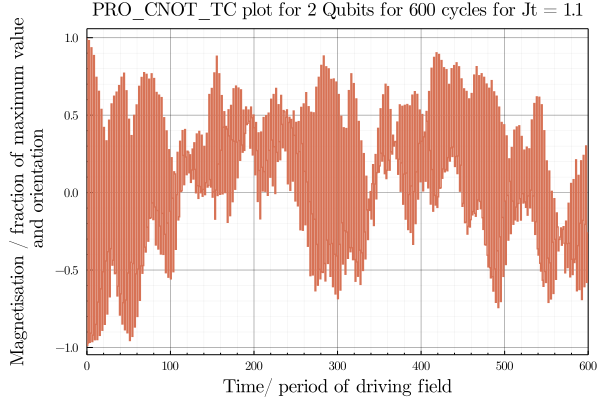 PRO_CNOT_TC plot for 2 Qubits for 600 cycles for Jt = 1.1
Magnetisation / fraction of maximum value
and orientation
1.0
0.5
0.0
−0.5
−1.0
0 100 200 300 400 500 600
Time/ period of driving field